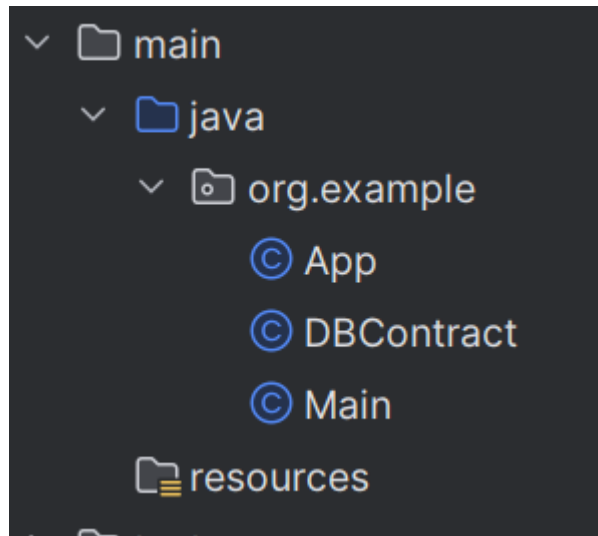 main
java
org.example
C App
C DBContract
C Main
resources